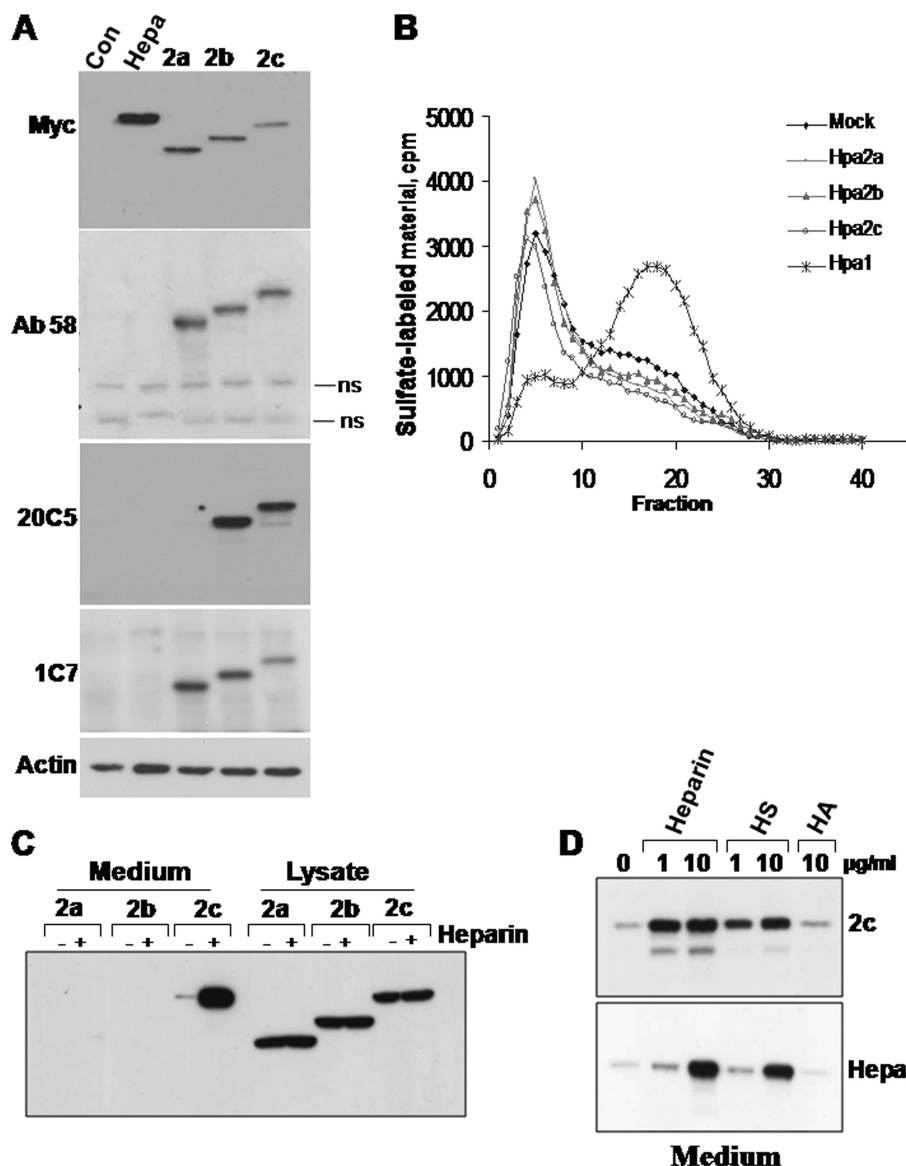 A
Con Hepa 2a 2b 2c
Myc
Ab 58
ns
ns
20C5
1C7
Actin
B
Sulfate-labeled material, cpm
5000
4000
3000
2000
1000
0
0 10 20 30 40
Fraction
Mock
Hpa2a
Hpa2b
Hpa2c
Hpa1
C
Medium Lysate
2a 2b 2c 2a 2b 2c
- + - + - + - + - + - + Heparin
D
Heparin HS HA
0 1 10 1 10 10 µg/ml
2c
Hepa
Medium